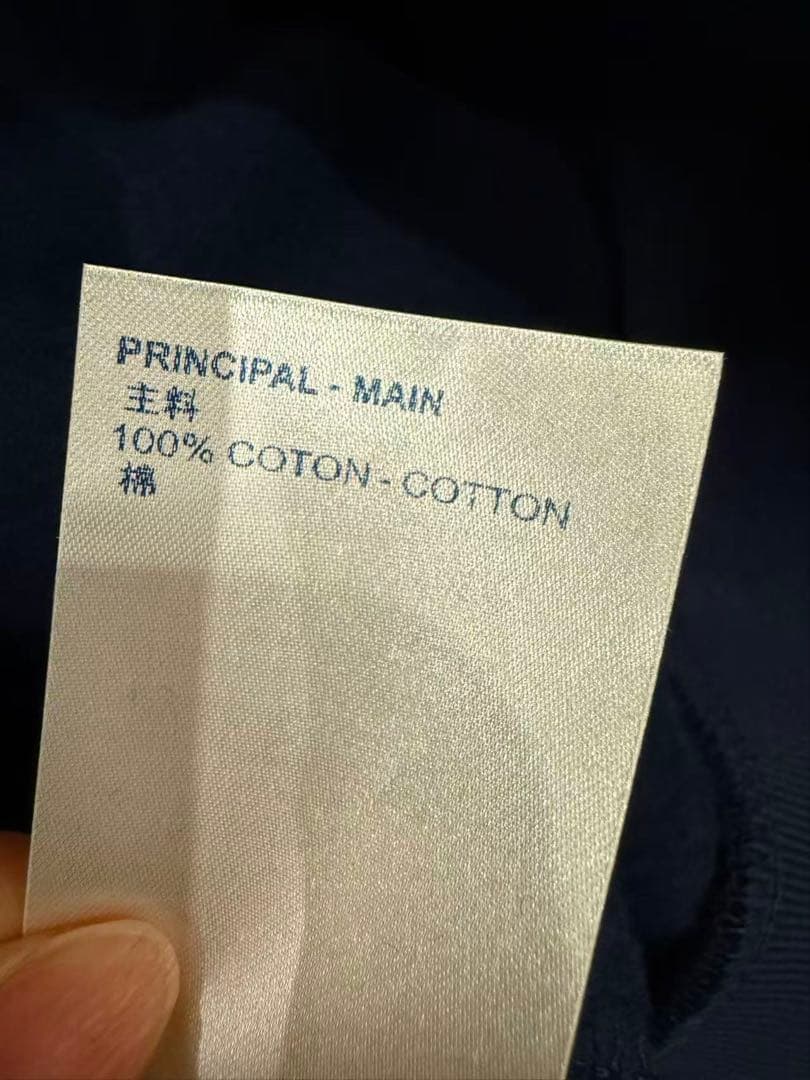 PRINCIPAL - MAIN
主料
100% COTON - COTTON
棉